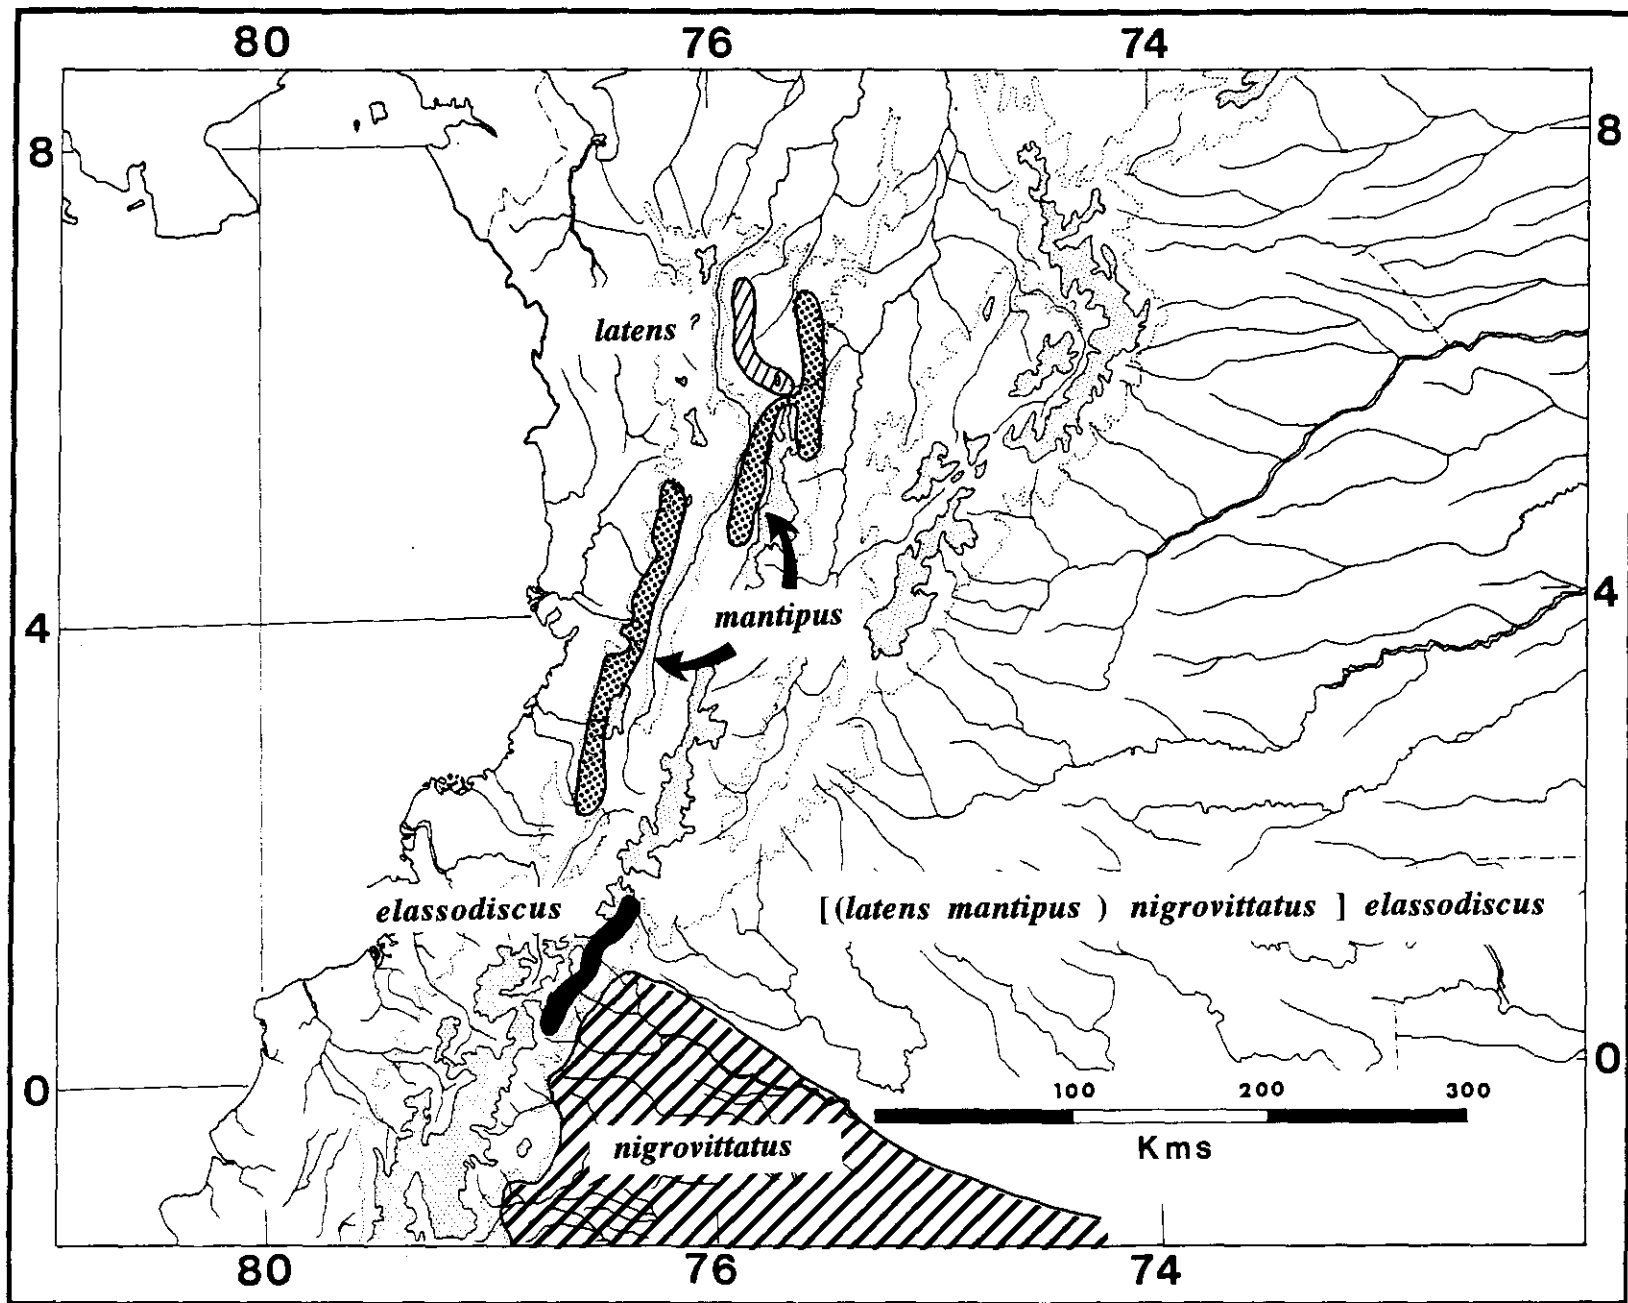 80 76 74
8 8
latens ?
4 4
mantipus
elassodiscus [ (latens mantipus ) nigrovittatus ] elassodiscus
0 0
100 200 300
Kms
nigrovittatus
80 76 74